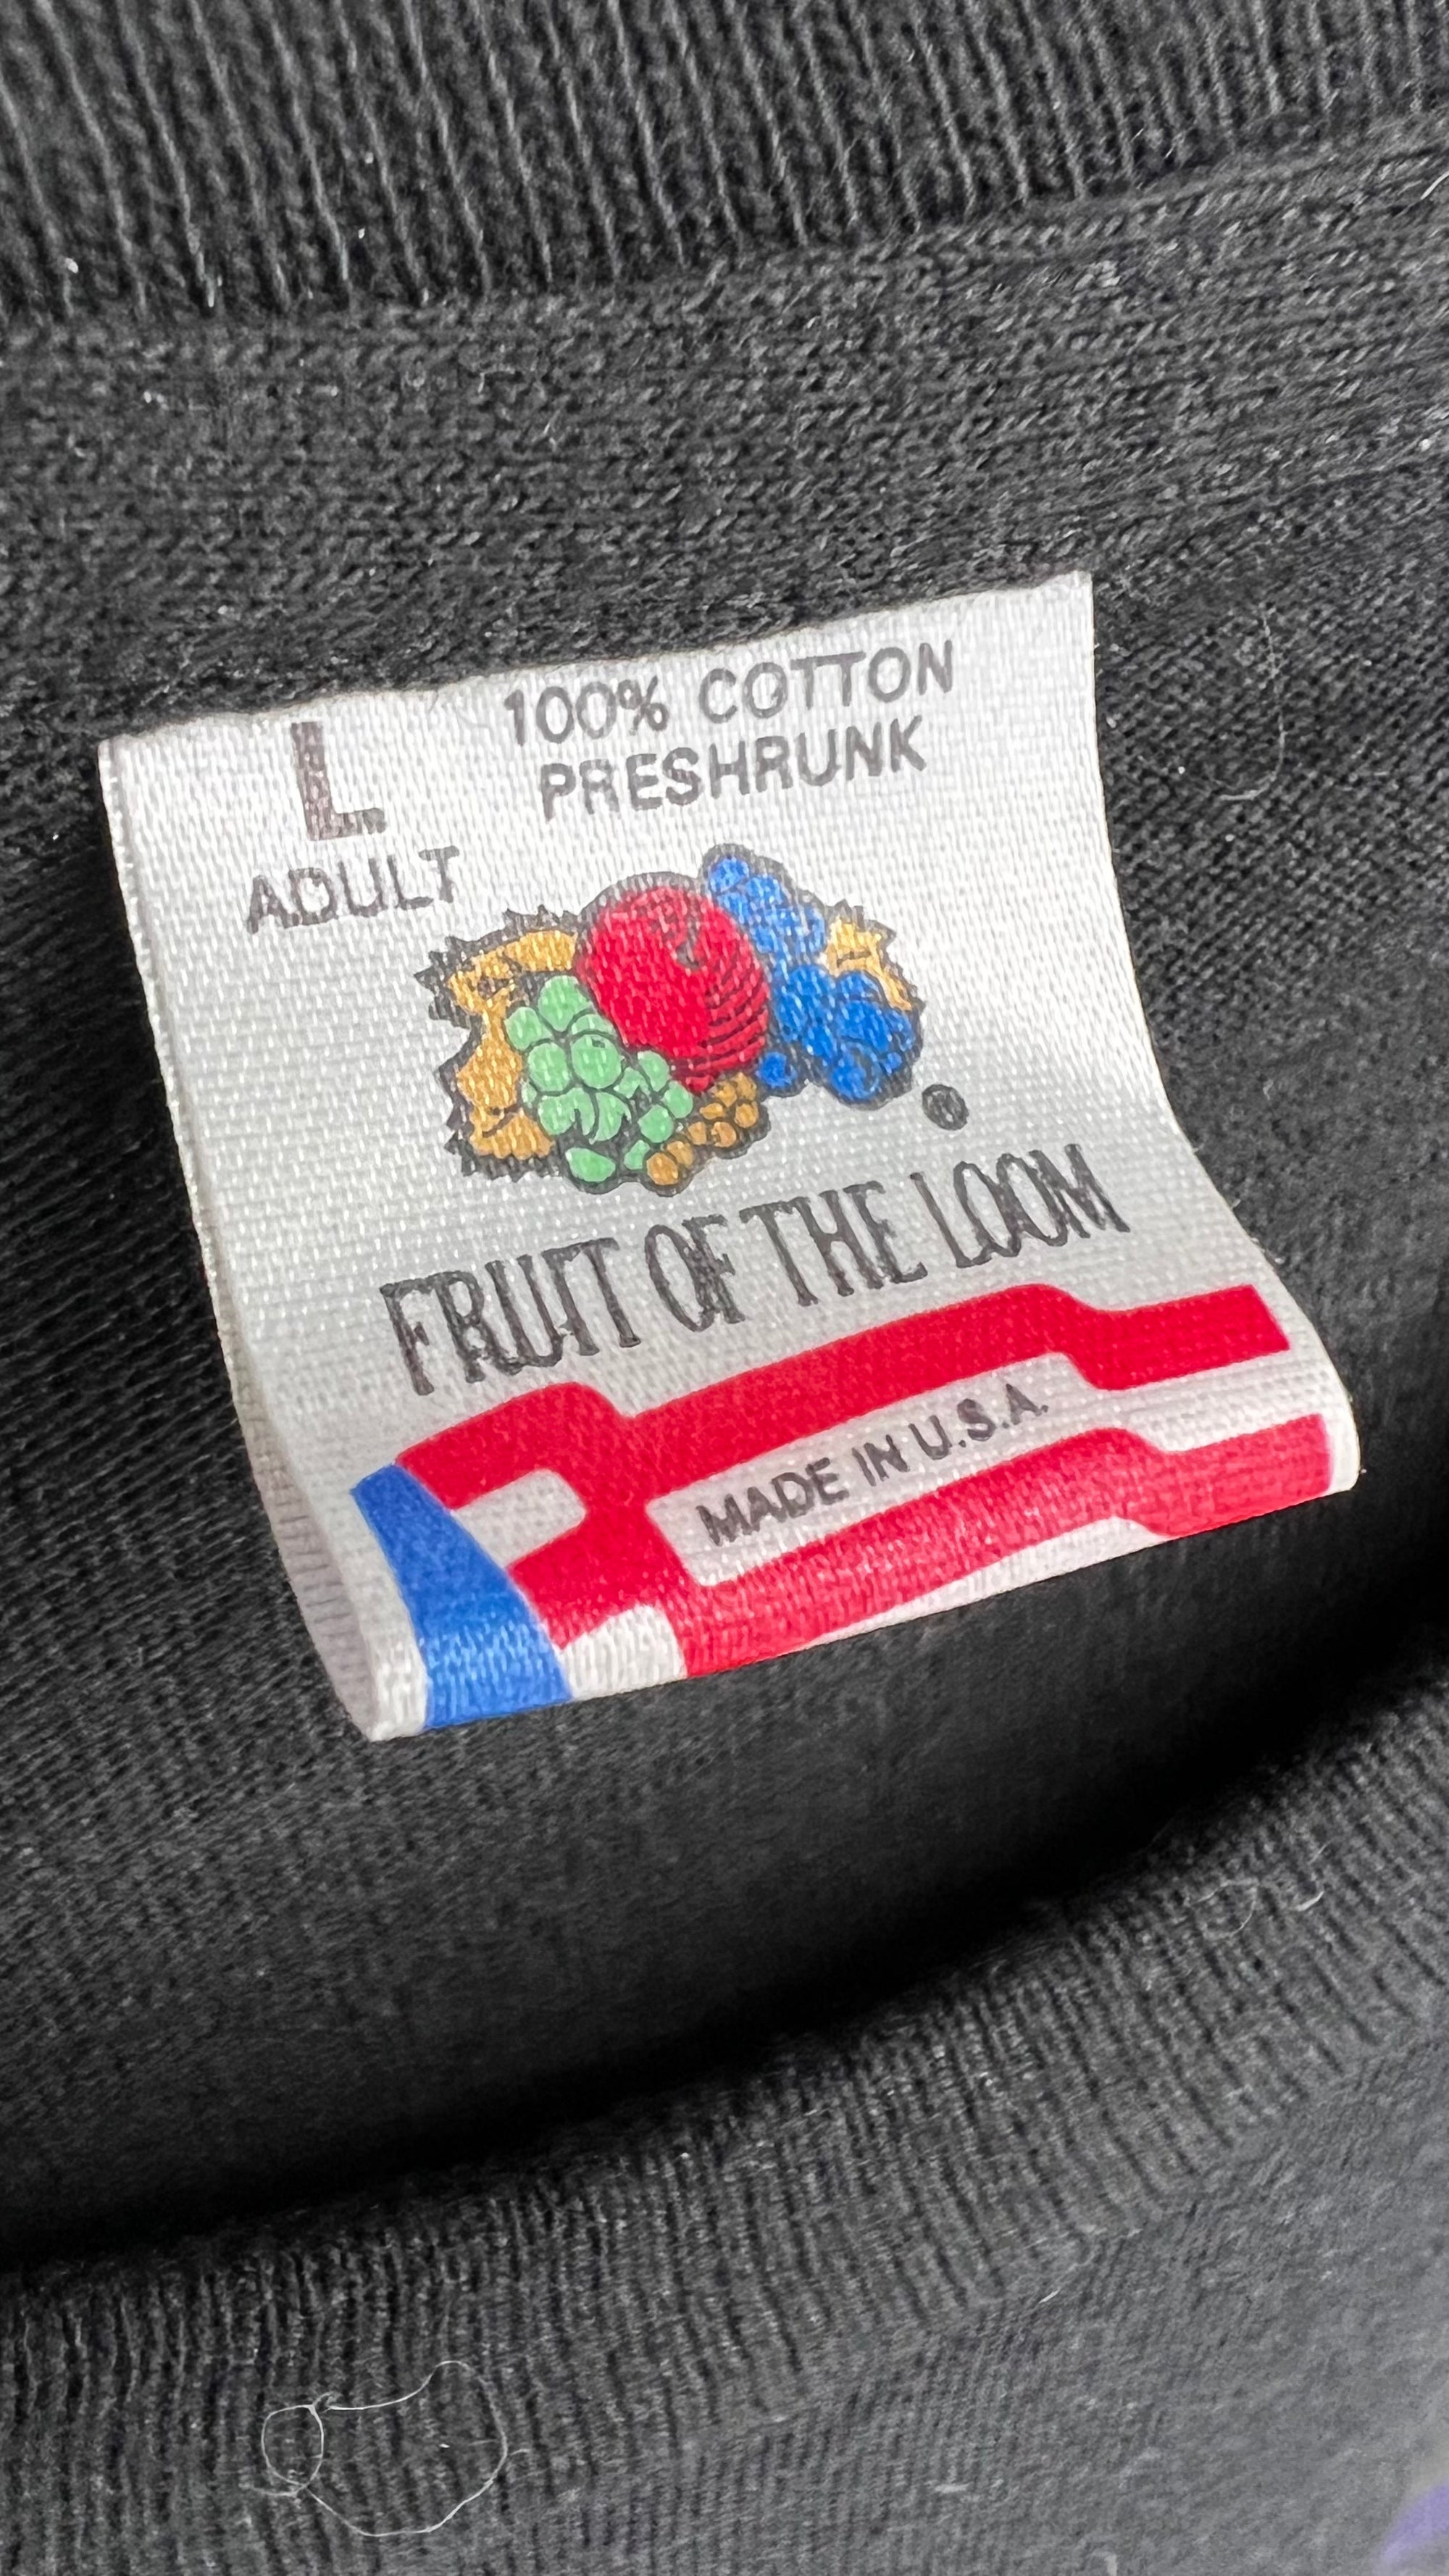 L
ADULT
100% COTTON
PRESHRUNK
®
FRUIT OF THE LOOM
MADE IN U.S.A.